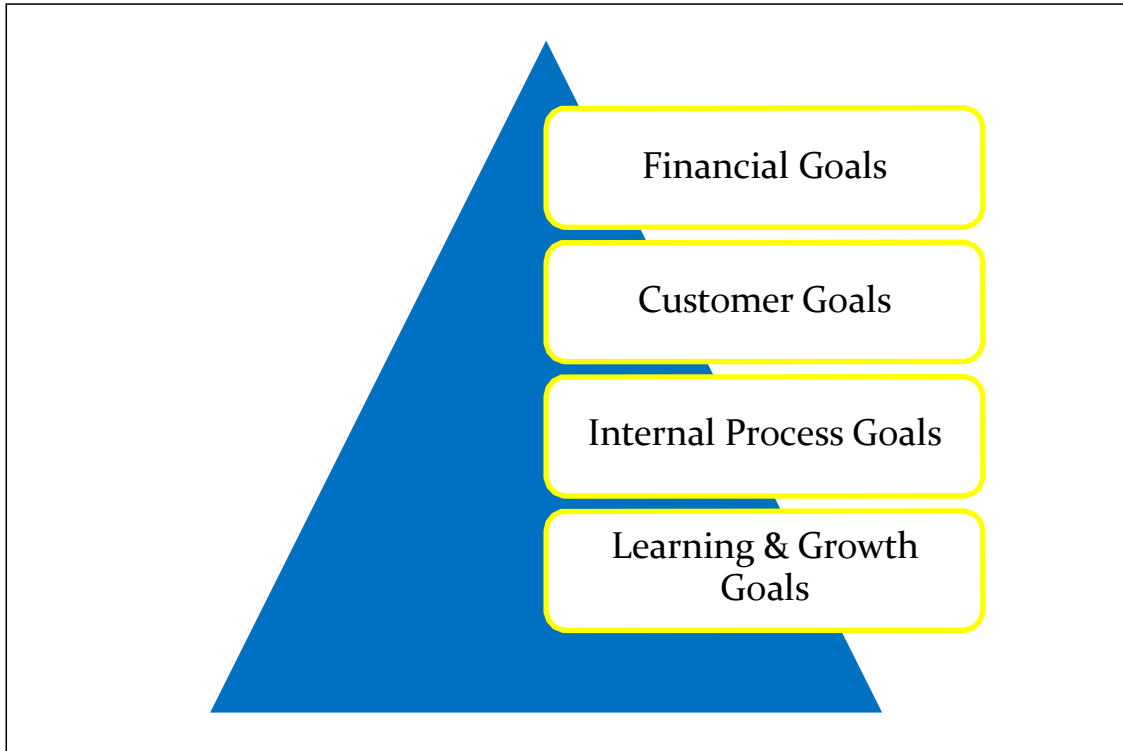 Financial Goals
Customer Goals
Internal Process Goals
Learning & Growth
Goals